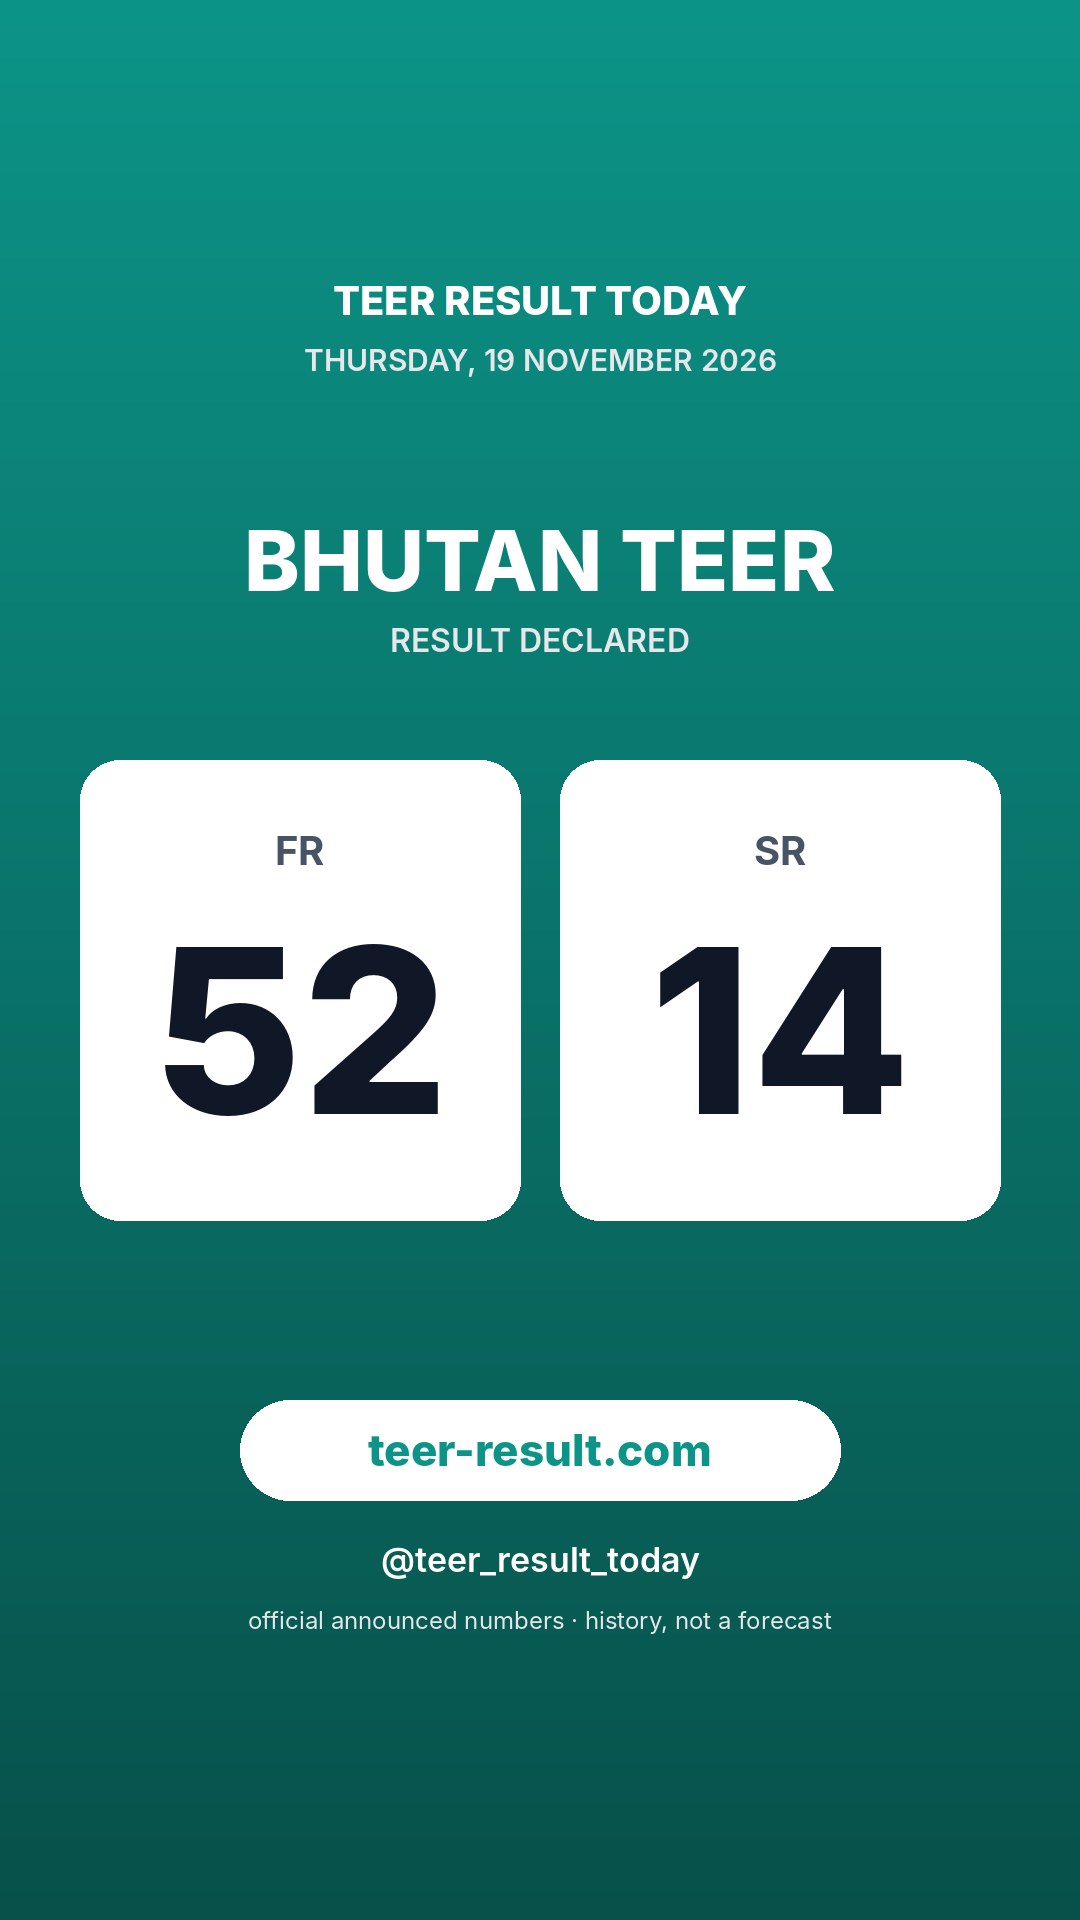 TEER RESULT TODAY
THURSDAY, 19 NOVEMBER 2026
BHUTAN TEER
RESULT DECLARED
FR
52
SR
14
teer-result.com
@teer_result_today
official announced numbers · history, not a forecast